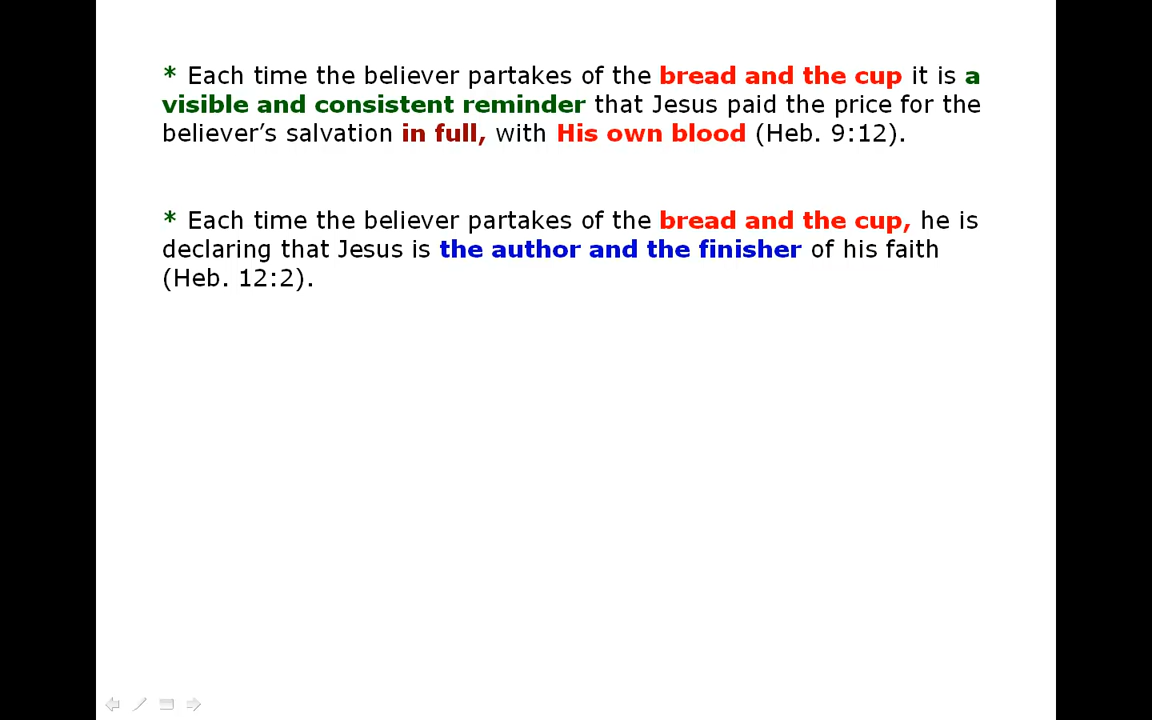 * Each time the believer partakes of the bread and the cup it is a
visible and consistent reminder that Jesus paid the price for the
believer’s salvation in full, with His own blood (Heb. 9:12).
* Each time the believer partakes of the bread and the cup, he is
declaring that Jesus is the author and the finisher of his faith
(Heb. 12:2).